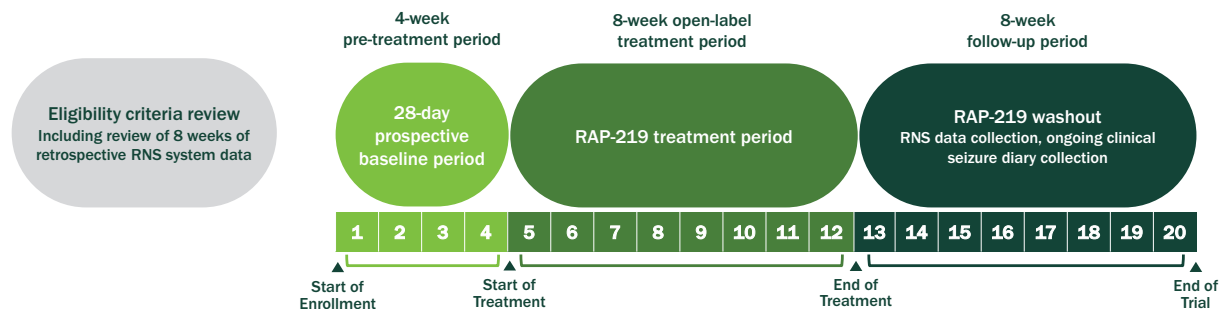 4-week
pre-treatment period
8-week open-label
treatment period
8-week
follow-up period
Eligibility criteria review
Including review of 8 weeks of
retrospective RNS system data
28-day
prospective
baseline period
RAP-219 treatment period
RAP-219 washout
RNS data collection, ongoing clinical
seizure diary collection
1 2 3 4 5 6 7 8 9 10 11 12 13 14 15 16 17 18 19 20
Start of
Enrollment
Start of
Treatment
End of
Treatment
End of
Trial